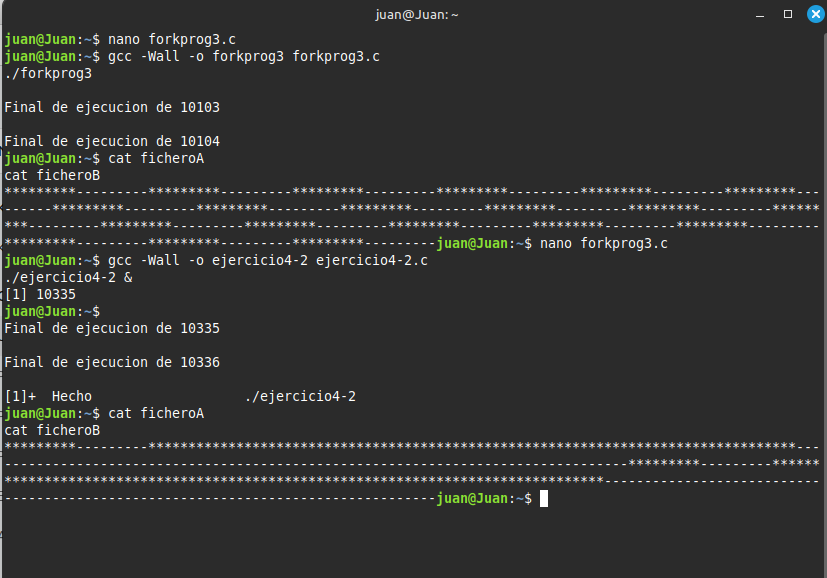 juan@Juan: ~
juan@Juan:~$ nano forkprog3.c
juan@Juan:~$ gcc -Wall -o forkprog3 forkprog3.c
./forkprog3
Final de ejecucion de 10103
Final de ejecucion de 10104
juan@Juan:~$ cat ficheroA
cat ficheroB
*********---------*********---------*********---------*********---------*********---------*********---
------*********---------*********---------*********---------*********---------*********---------******
***---------*********---------*********---------*********---------*********---------*********---------
*********---------*********---------*********---------juan@Juan:~$ nano forkprog3.c
juan@Juan:~$ gcc -Wall -o ejercicio4-2 ejercicio4-2.c
./ejercicio4-2 &
[1] 10335
juan@Juan:~$
Final de ejecucion de 10335
Final de ejecucion de 10336
[1]+  Hecho                   ./ejercicio4-2
juan@Juan:~$ cat ficheroA
cat ficheroB
*********---------*********************************************************************************---
------------------------------------------------------------------------------*********---------******
***************************************************************************---------------------------
------------------------------------------------------juan@Juan:~$